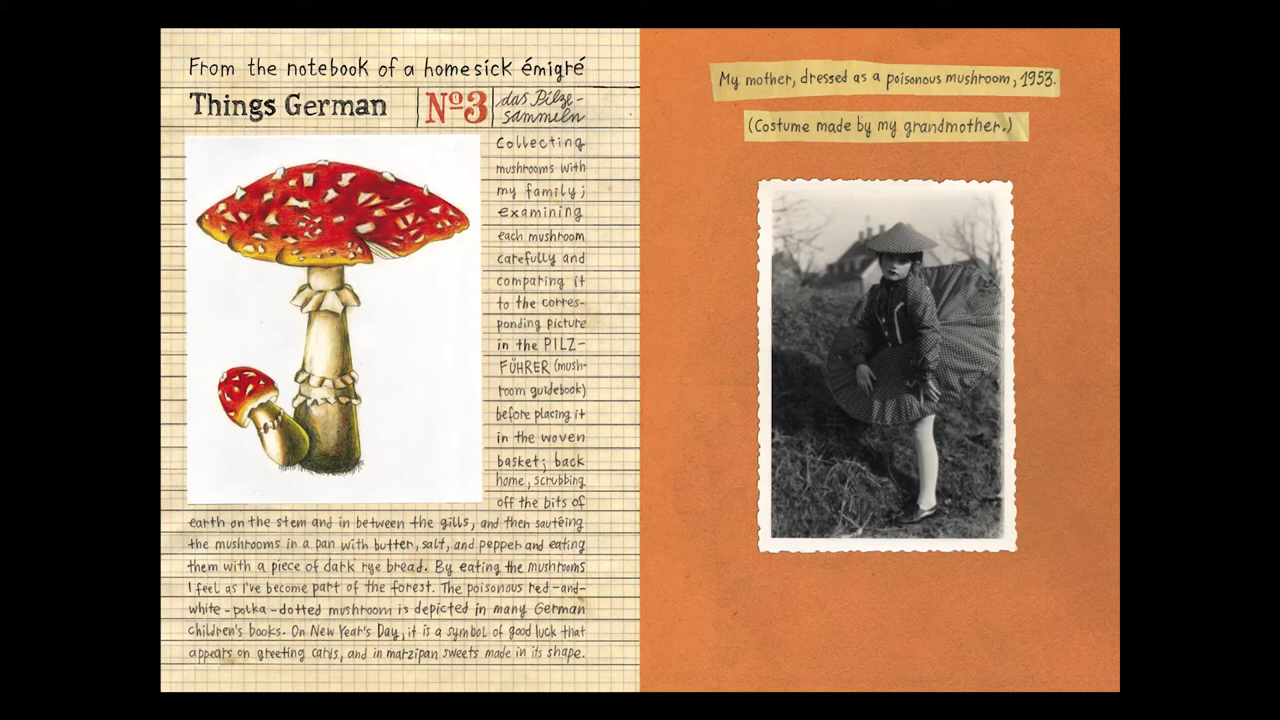 From the notebook of a homesick émigré
Things German
Nº3
das Pilze-
sammeln
Collecting
mushrooms with
my family;
examining
each mushroom
carefully and
comparing it
to the corres-
ponding picture
in the PILZ-
FÜHRER (mush-
room guidebook)
before placing it
in the woven
basket; back
home, scrubbing
off the bits of
earth on the stem and in between the gills, and then sautéing
the mushrooms in a pan with butter, salt, and pepper and eating
them with a piece of dark rye bread. By eating the mushrooms
I feel as I've become part of the forest. The poisonous red-and-
white-polka-dotted mushroom is depicted in many German
children's books. On New Year's Day, it is a symbol of good luck that
appears on greeting cards, and in marzipan sweets made in its shape.
My mother, dressed as a poisonous mushroom, 1953.
(Costume made by my grandmother.)